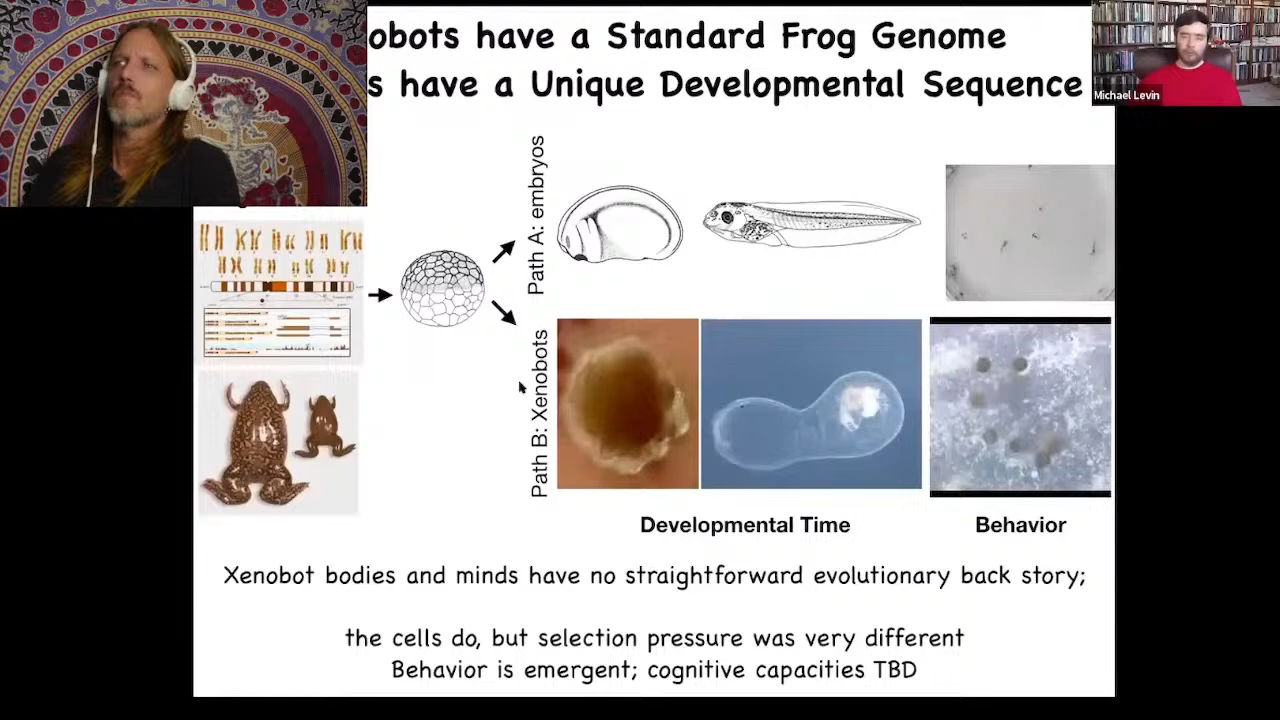 obots have a Standard Frog Genome
s have a Unique Developmental Sequence
Michael Levin
Path A: embryos
Path B: Xenobots
Developmental Time
Behavior
Xenobot bodies and minds have no straightforward evolutionary back story;
the cells do, but selection pressure was very different
Behavior is emergent; cognitive capacities TBD